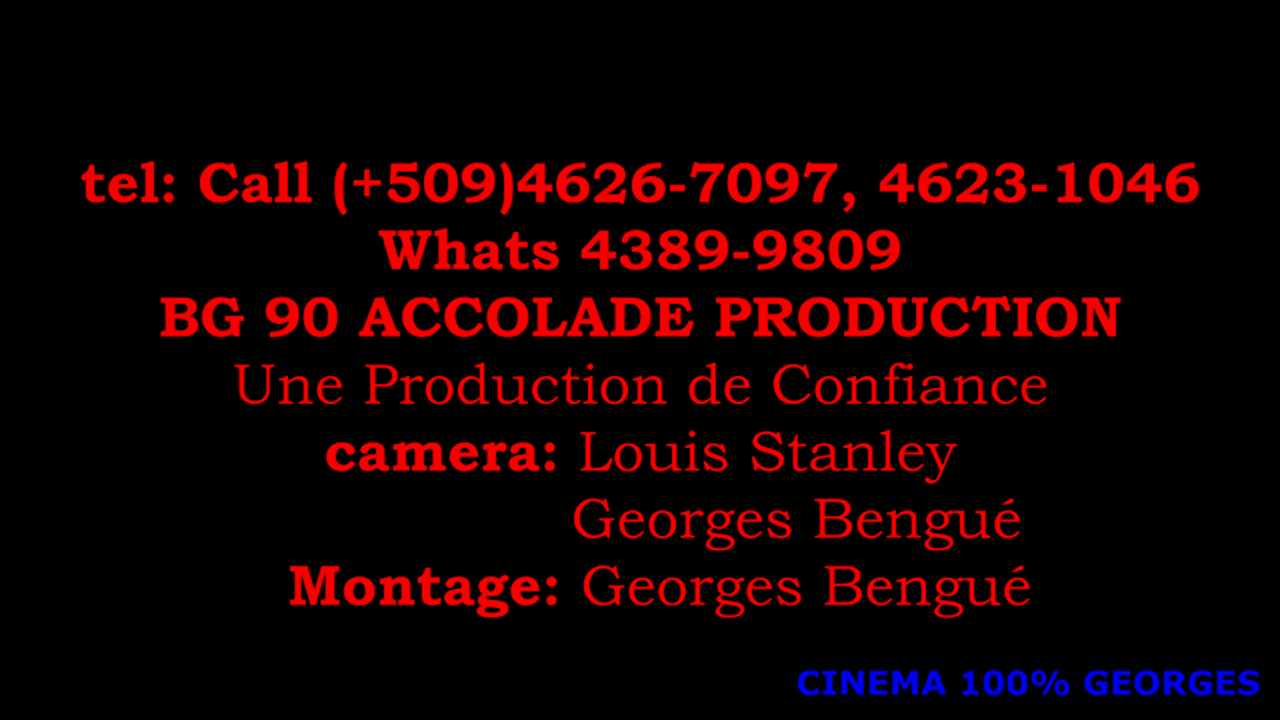 tel: Call (+509)4626-7097, 4623-1046
Whats 4389-9809
BG 90 ACCOLADE PRODUCTION
Une Production de Confiance
camera: Louis Stanley
Georges Bengué
Montage: Georges Bengué
CINEMA 100% GEORGES